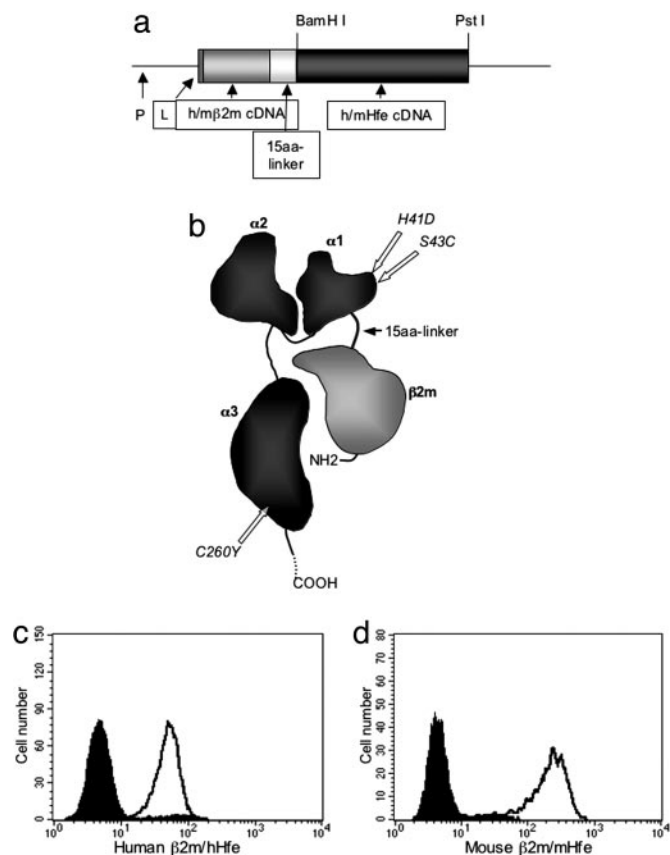 a
BamH I
Pst I
P
L
h/mβ2m cDNA
h/mHfe cDNA
15aa-
linker
b
α2
α1
H41D
S43C
15aa-linker
β2m
α3
NH2
C260Y
COOH
c
150
120
90
60
30
0
Cell number
10⁰ 10¹ 10² 10³ 10⁴
Human β2m/hHfe
d
80
70
60
50
40
30
20
10
0
Cell number
10⁰ 10¹ 10² 10³ 10⁴
Mouse β2m/mHfe